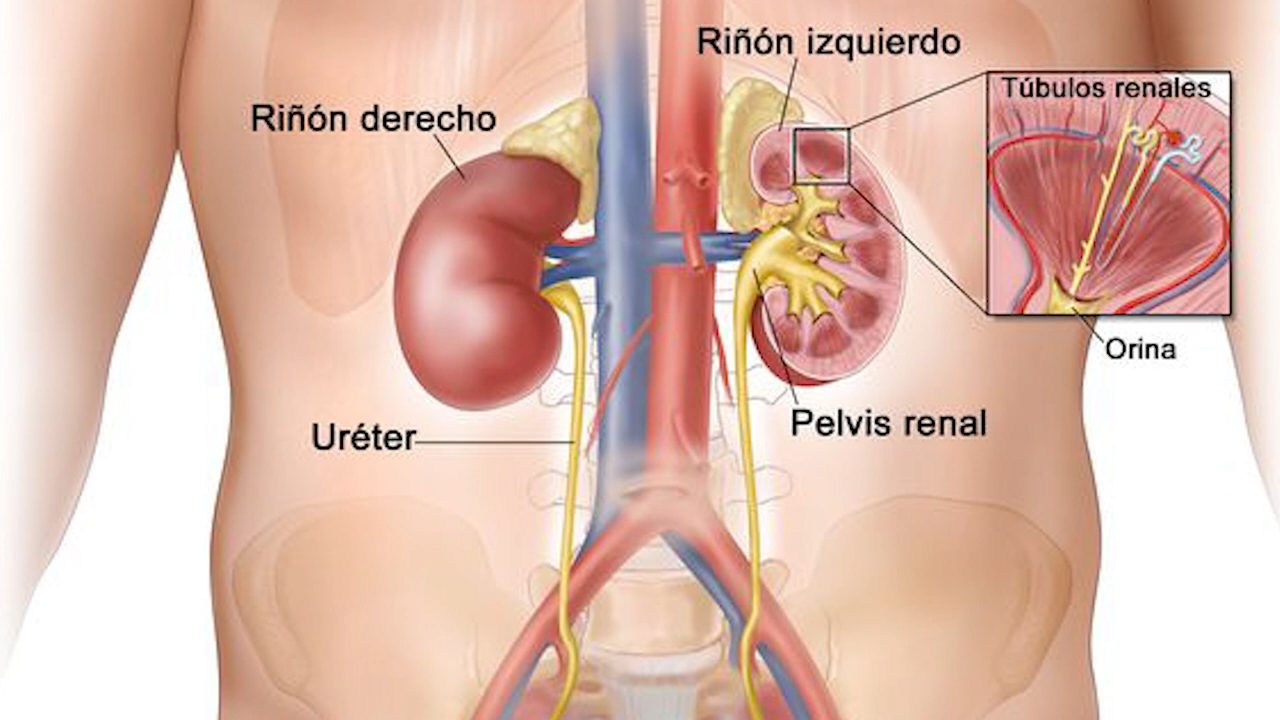 Riñón izquierdo
Túbulos renales
Riñón derecho
Orina
Pelvis renal
Uréter